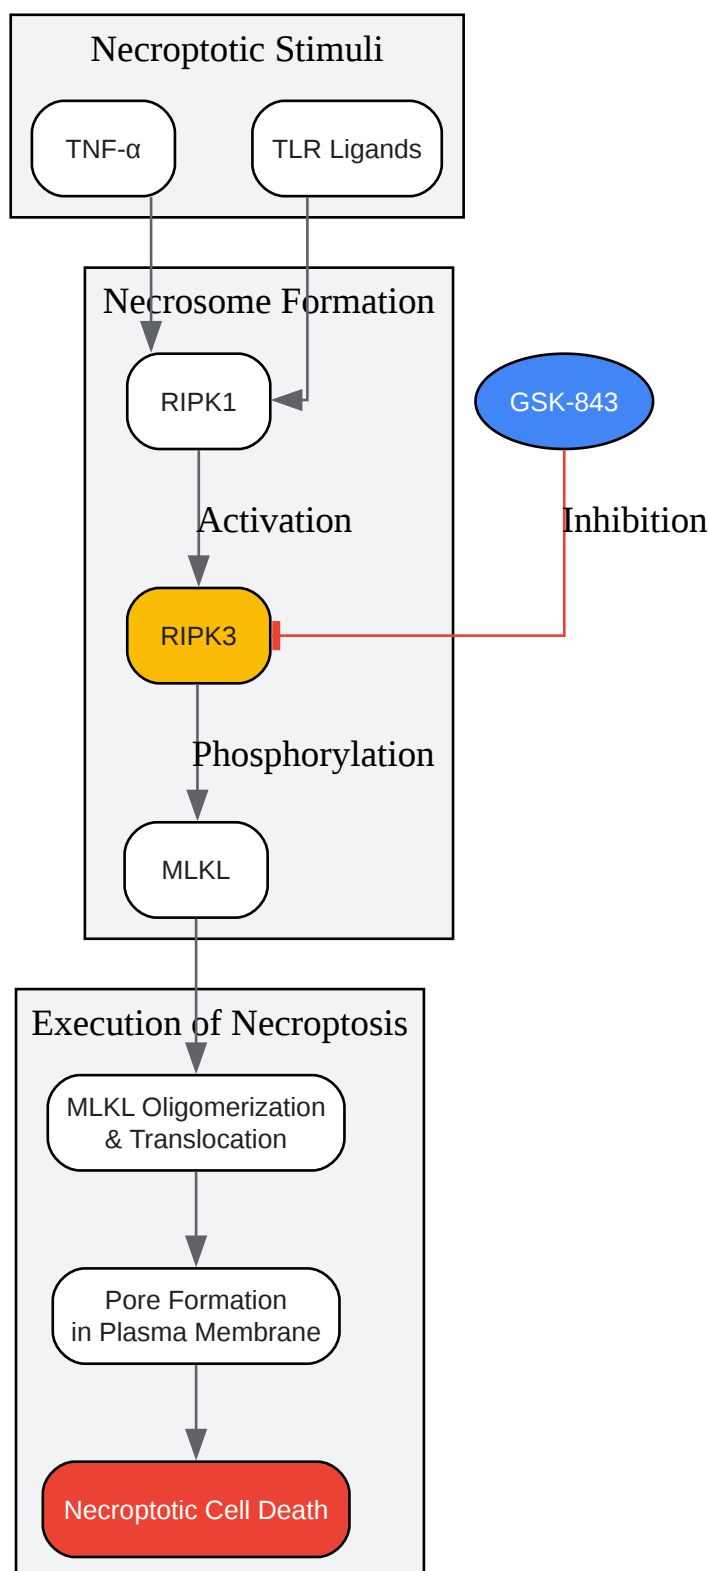 Necroptotic Stimuli
TNF-α
TLR Ligands
Necrosome Formation
RIPK1
GSK-843
Activation
Inhibition
RIPK3
Phosphorylation
MLKL
Execution of Necroptosis
MLKL Oligomerization
& Translocation
Pore Formation
in Plasma Membrane
Necroptotic Cell Death